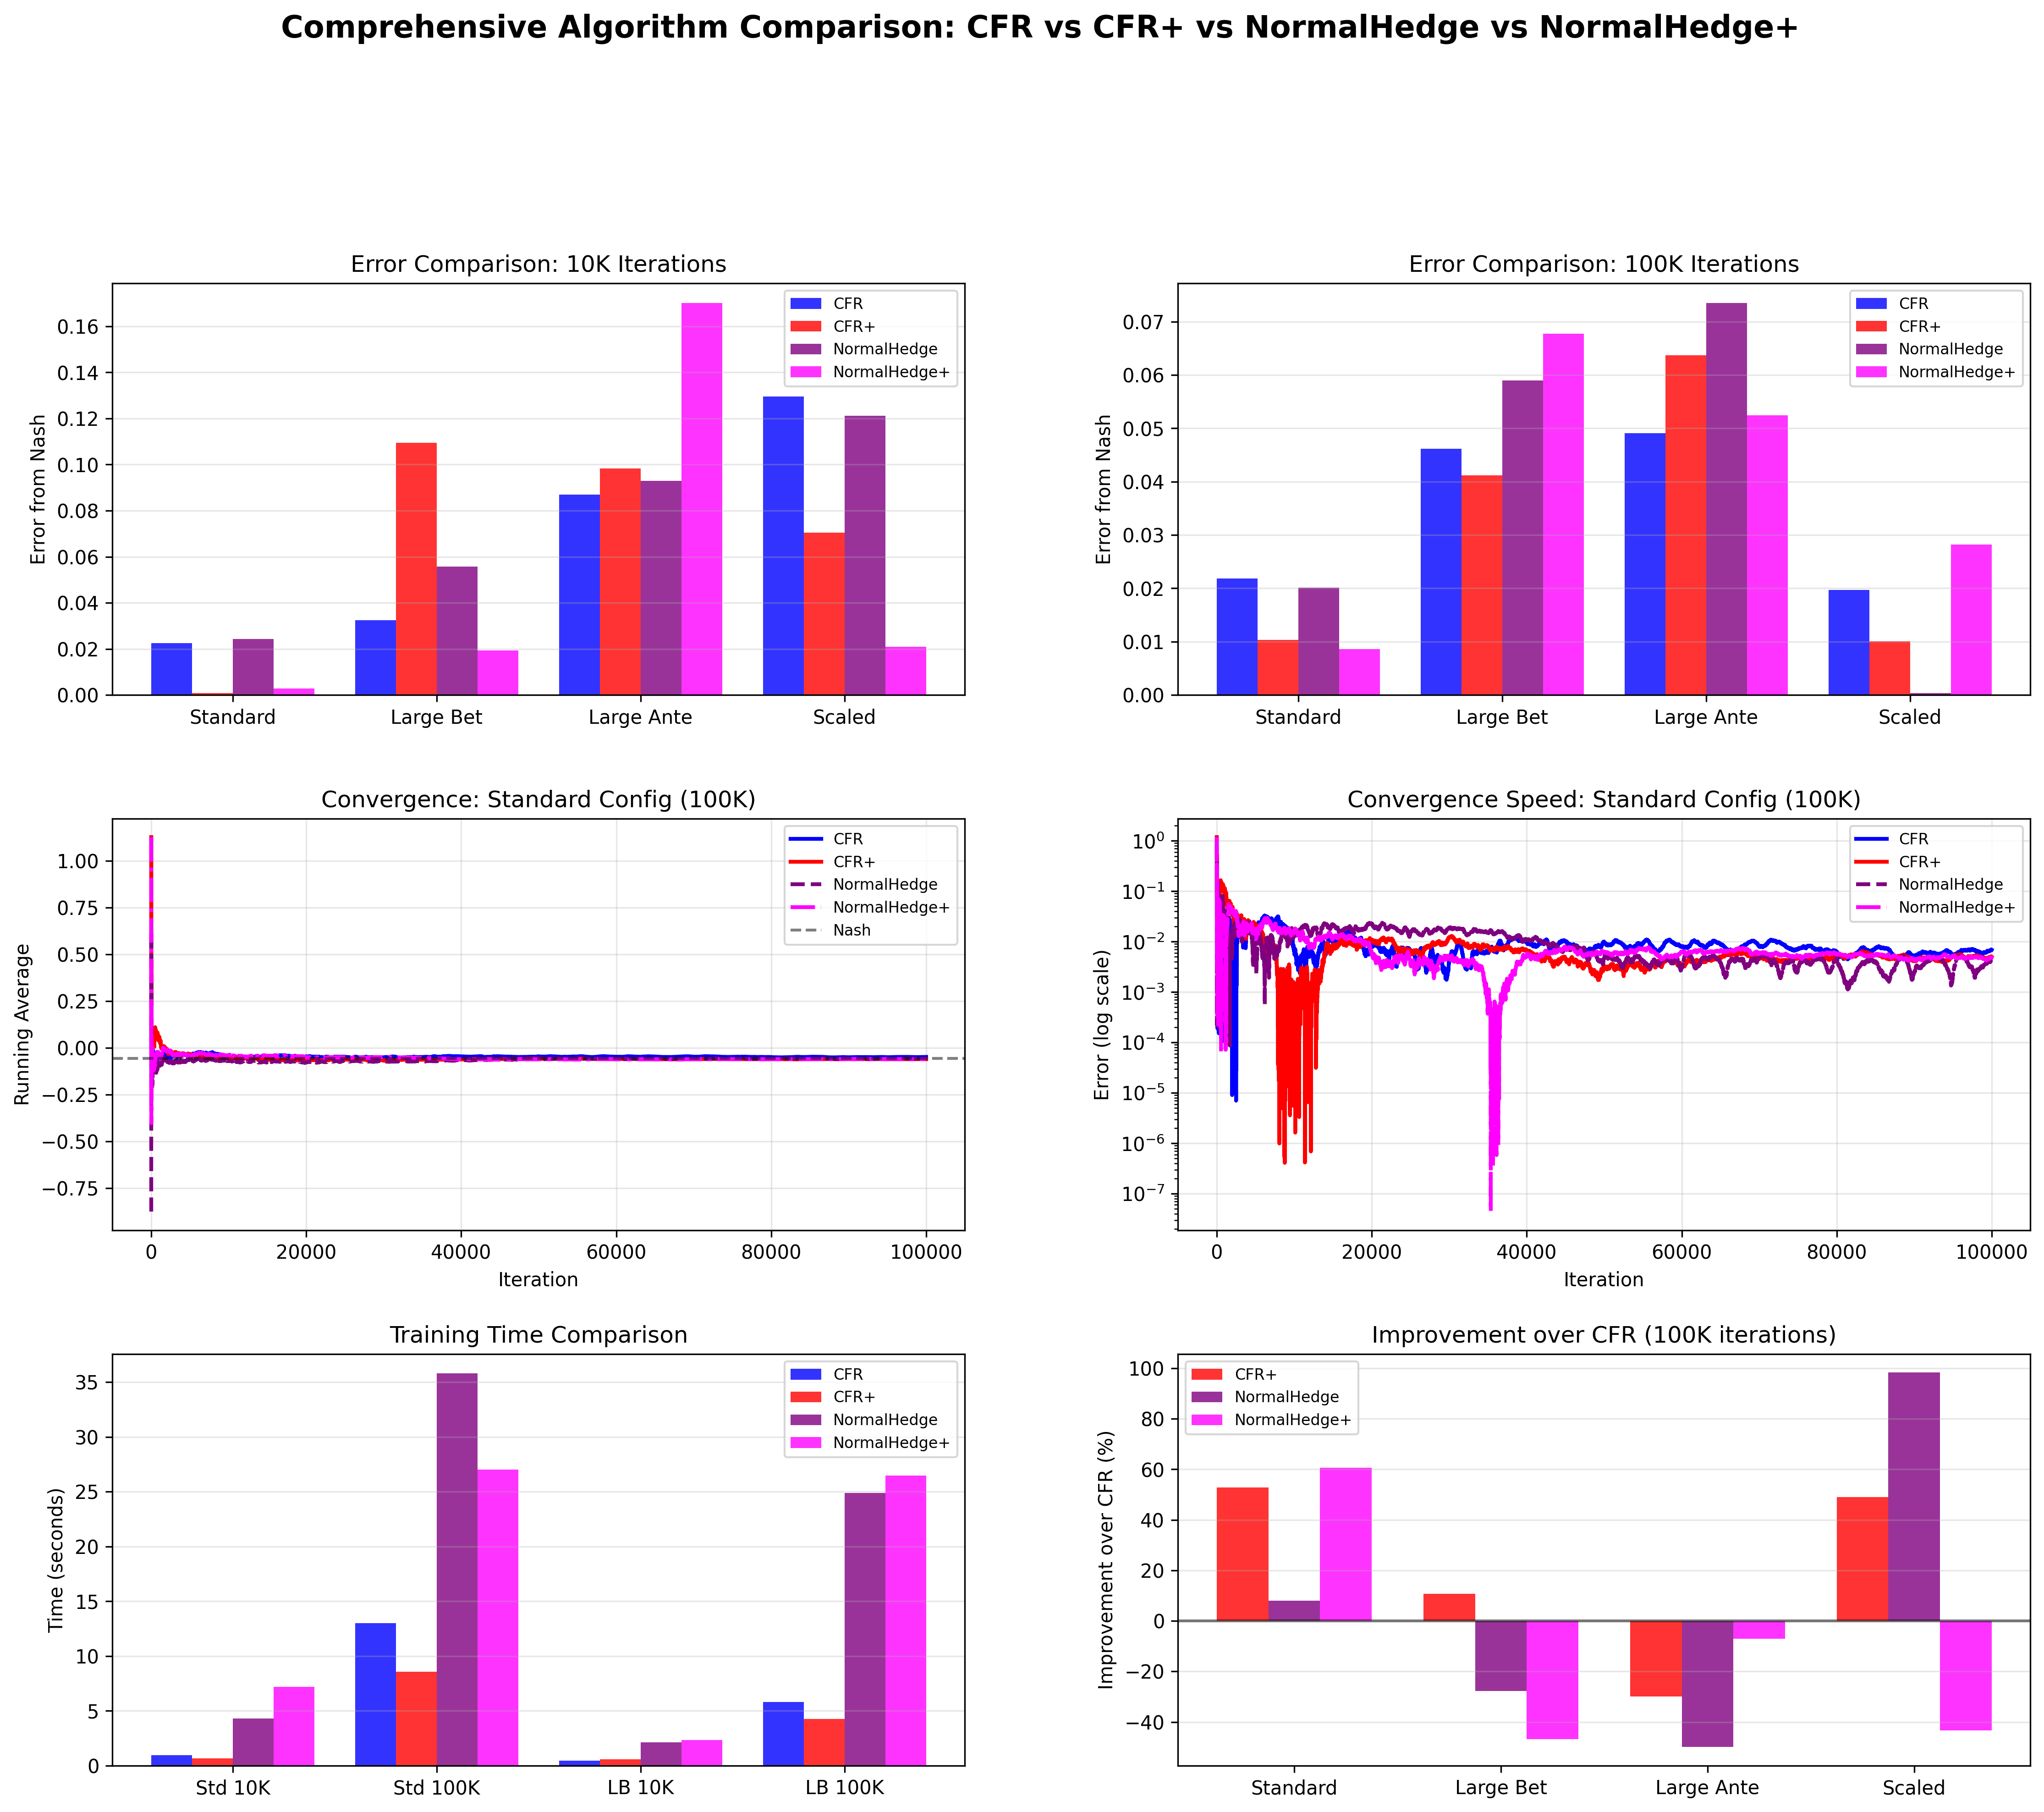 Comprehensive Algorithm Comparison: CFR vs CFR+ vs NormalHedge vs NormalHedge+
Error Comparison: 10K Iterations
Error from Nash
0.16
0.14
0.12
0.10
0.08
0.06
0.04
0.02
0.00
CFR
CFR+
NormalHedge
NormalHedge+
Standard
Large Bet
Large Ante
Scaled
Error Comparison: 100K Iterations
Error from Nash
0.07
0.06
0.05
0.04
0.03
0.02
0.01
0.00
CFR
CFR+
NormalHedge
NormalHedge+
Standard
Large Bet
Large Ante
Scaled
Convergence: Standard Config (100K)
Running Average
1.00
0.75
0.50
0.25
0.00
−0.25
−0.50
−0.75
CFR
CFR+
NormalHedge
NormalHedge+
Nash
0
20000
40000
60000
80000
100000
Iteration
Convergence Speed: Standard Config (100K)
Error (log scale)
10⁰
10⁻¹
10⁻²
10⁻³
10⁻⁴
10⁻⁵
10⁻⁶
10⁻⁷
CFR
CFR+
NormalHedge
NormalHedge+
0
20000
40000
60000
80000
100000
Iteration
Training Time Comparison
Time (seconds)
35
30
25
20
15
10
5
0
CFR
CFR+
NormalHedge
NormalHedge+
Std 10K
Std 100K
LB 10K
LB 100K
Improvement over CFR (100K iterations)
Improvement over CFR (%)
100
80
60
40
20
0
−20
−40
CFR+
NormalHedge
NormalHedge+
Standard
Large Bet
Large Ante
Scaled